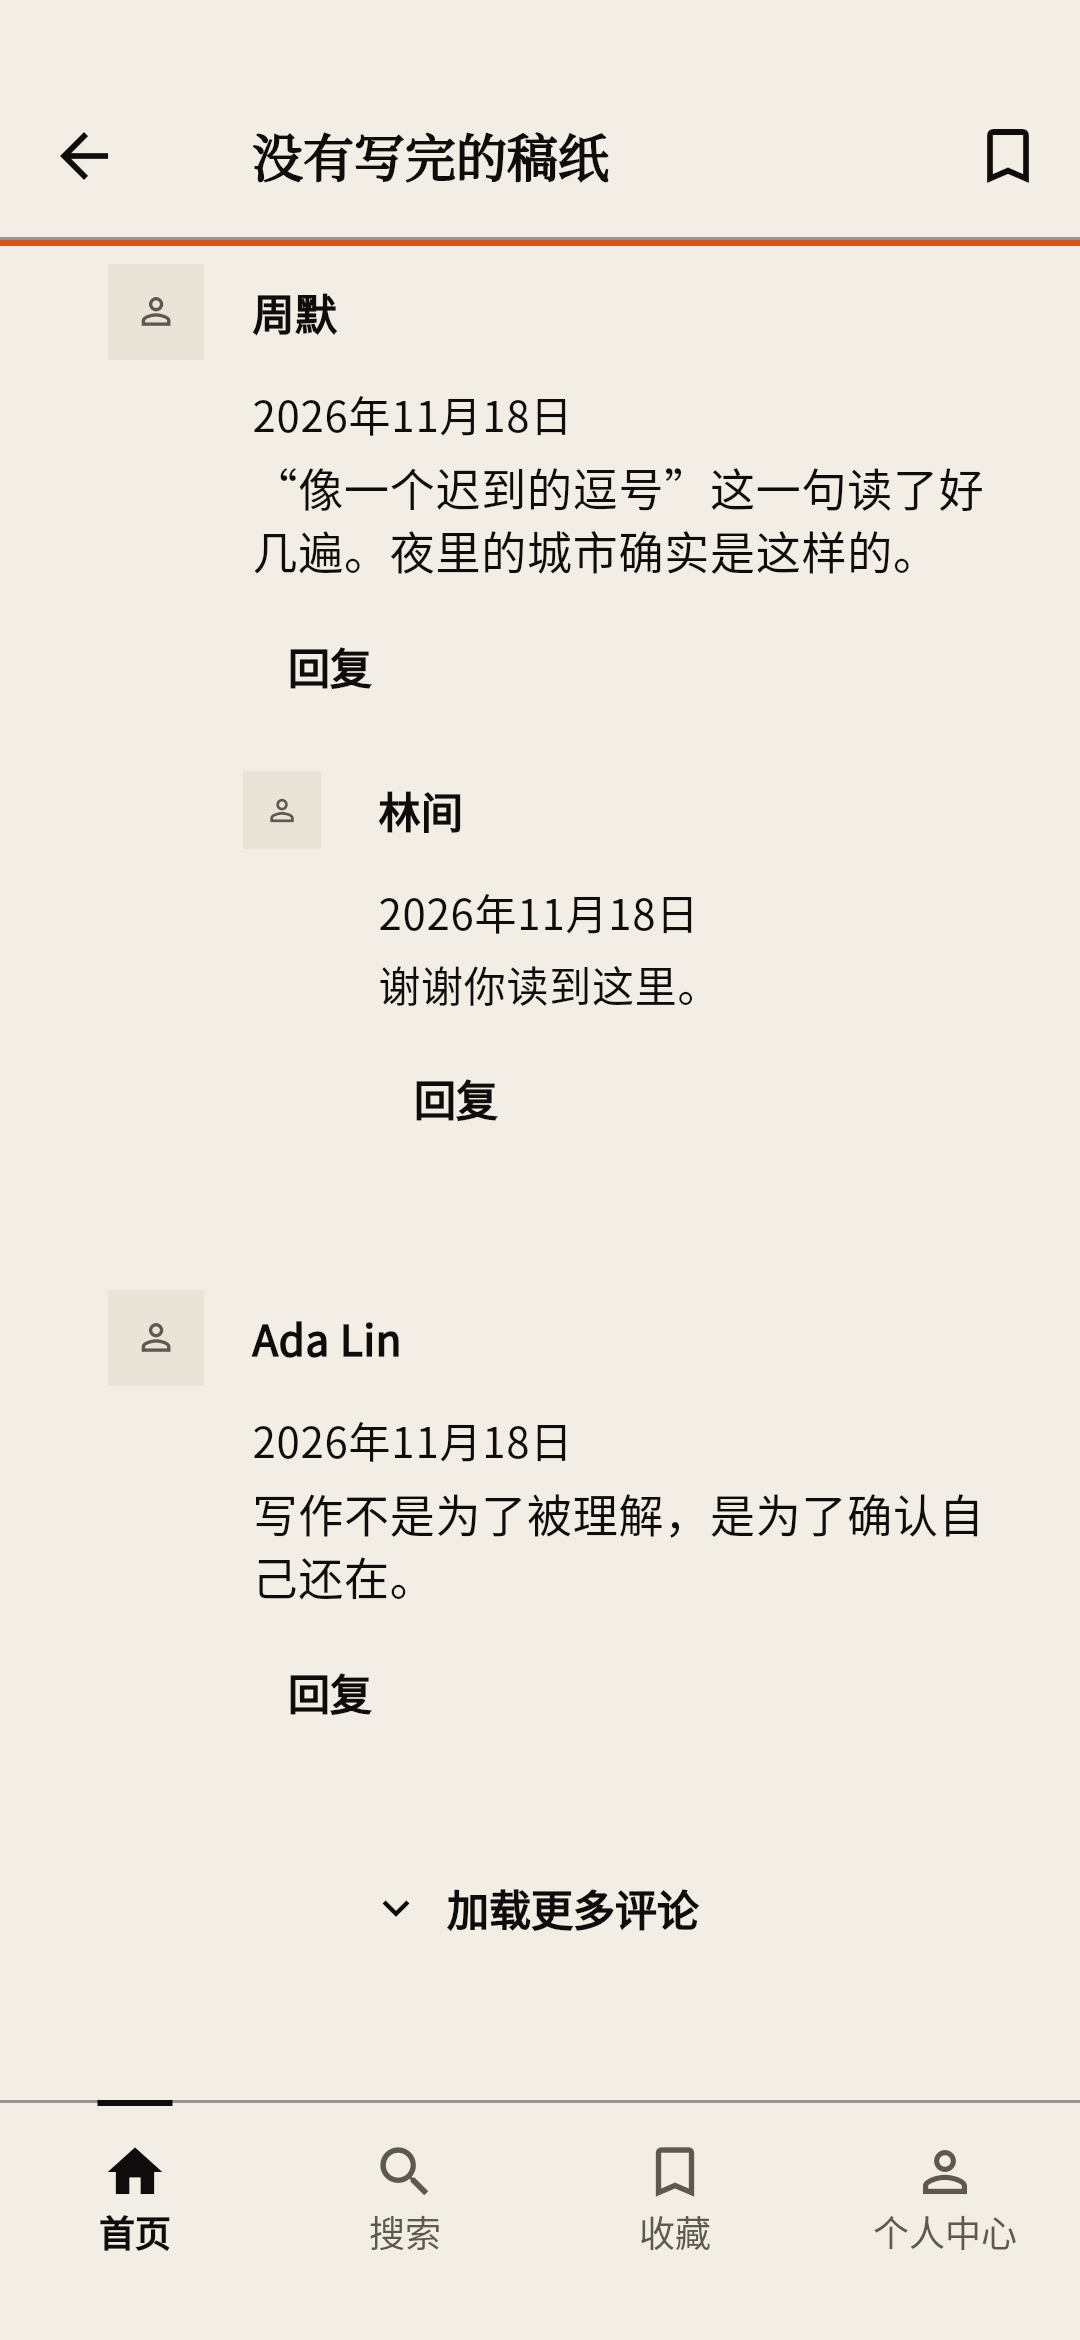 没有写完的稿纸
周默
2026年11月18日
“像一个迟到的逗号”这一句读了好
几遍。夜里的城市确实是这样的。
回复
林间
2026年11月18日
谢谢你读到这里。
回复
Ada Lin
2026年11月18日
写作不是为了被理解，是为了确认自
己还在。
回复
加载更多评论
首页
搜索
收藏
个人中心